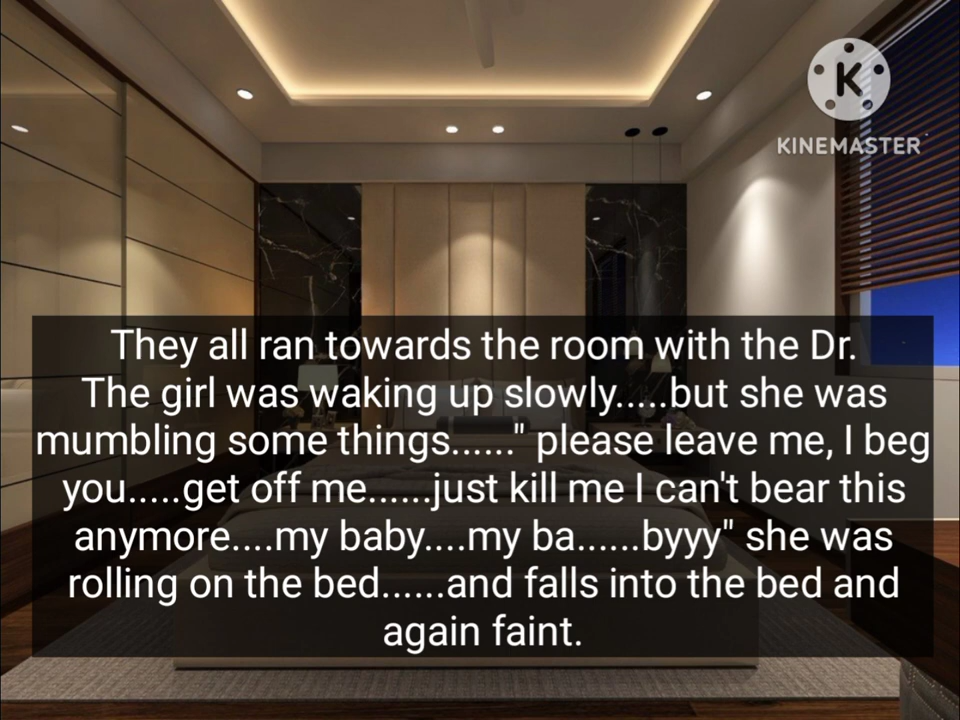 KINEMASTER
They all ran towards the room with the Dr.
The girl was waking up slowly.....but she was
mumbling some things......" please leave me, I beg
you.....get off me......just kill me I can't bear this
anymore....my baby....my ba......byyy" she was
rolling on the bed......and falls into the bed and
again faint.